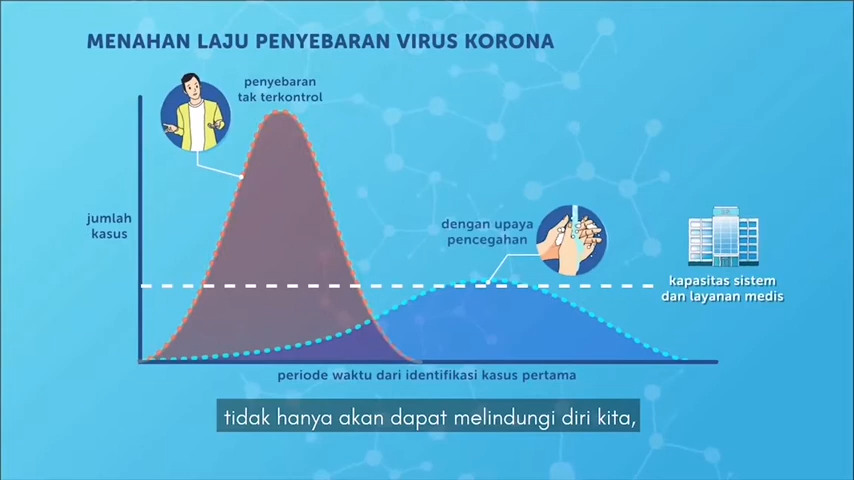 MENAHAN LAJU PENYEBARAN VIRUS KORONA
penyebaran
tak terkontrol
jumlah
kasus
dengan upaya
pencegahan
kapasitas sistem
dan layanan medis
periode waktu dari identifikasi kasus pertama
tidak hanya akan dapat melindungi diri kita,